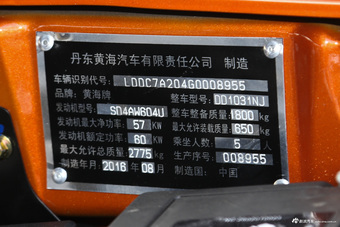 丹东黄海汽车有限责任公司 制造
车辆识别代号: LDDC7A204G0008955
品牌: 黄海牌 整车型号 DD1031NJ
发动机型号 SD4AW604U 整车整备质量 1800 kg
发动机最大净功率: 57 KW 最大允许装载质量 650 kg
发动机额定功率 60 KW 乘坐人数 5 人
最大允许总质量 2775 kg 生产序号 008955
制造年月 2016 年 08 月 制造国: 中国